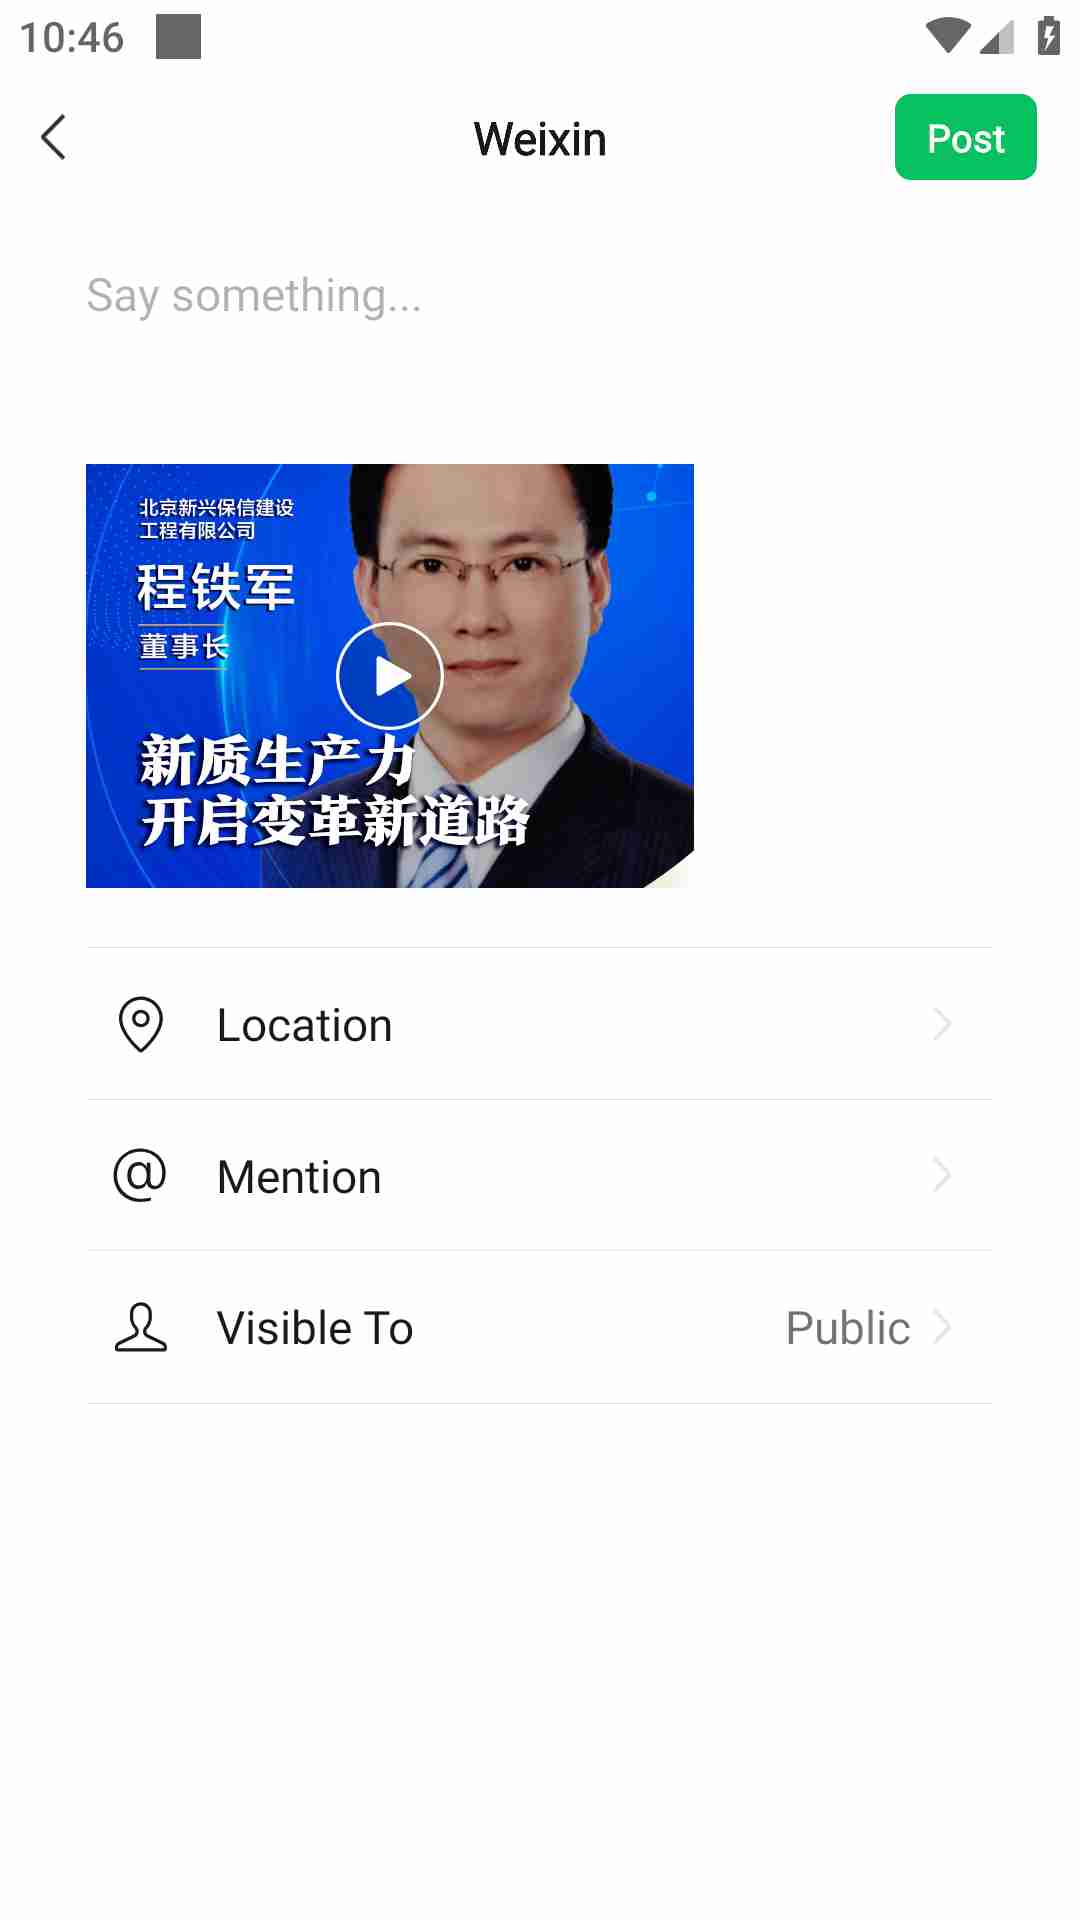 10:46
Weixin
Post
Say something...
北京新兴保信建设
工程有限公司
程铁军
董事长
新质生产力
开启变革新道路
Location
Mention
Visible To
Public